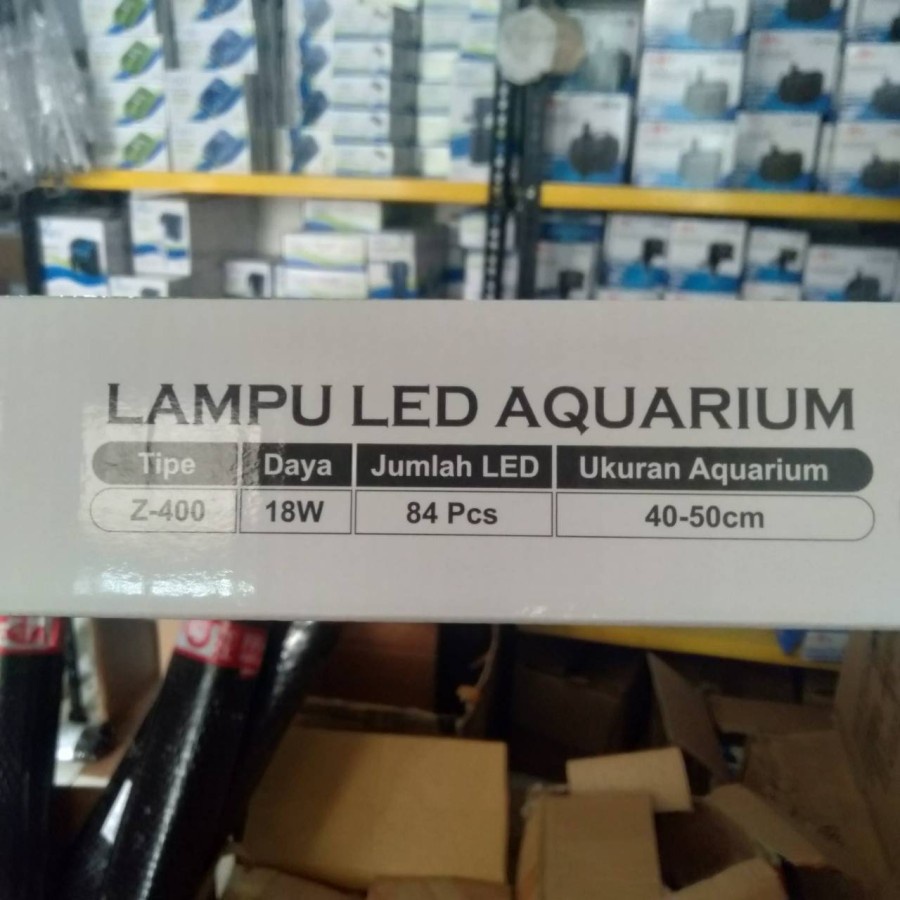 LAMPU LED AQUARIUM
Tipe Daya Jumlah LED Ukuran Aquarium
Z-400 18W 84 Pcs 40-50cm